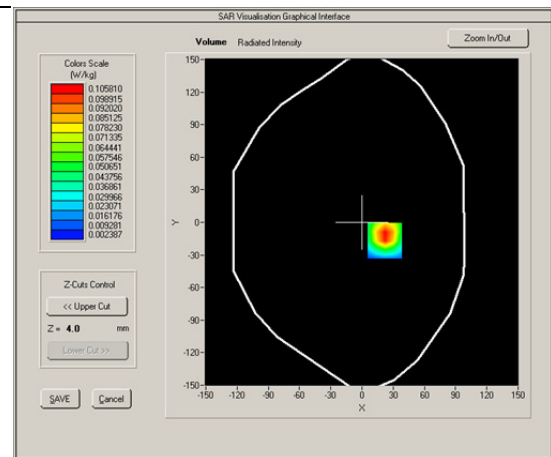 SAR Visualisation Graphical Interface
Volume Radiated Intensity
Zoom In/Out
Colors Scale
(W/kg)
0.105810
0.098915
0.092020
0.085125
0.078230
0.071335
0.064441
0.057546
0.050651
0.043756
0.036861
0.029966
0.023071
0.016176
0.009281
0.002387
Z-Cuts Control
<< Upper Cut
Z = 4.0 mm
Lower Cut >>
SAVE Cancel
150
120
90
60
30
0
-30
-60
-90
-120
-150
Y
-150 -120 -90 -60 -30 0 30 60 90 120 150
X